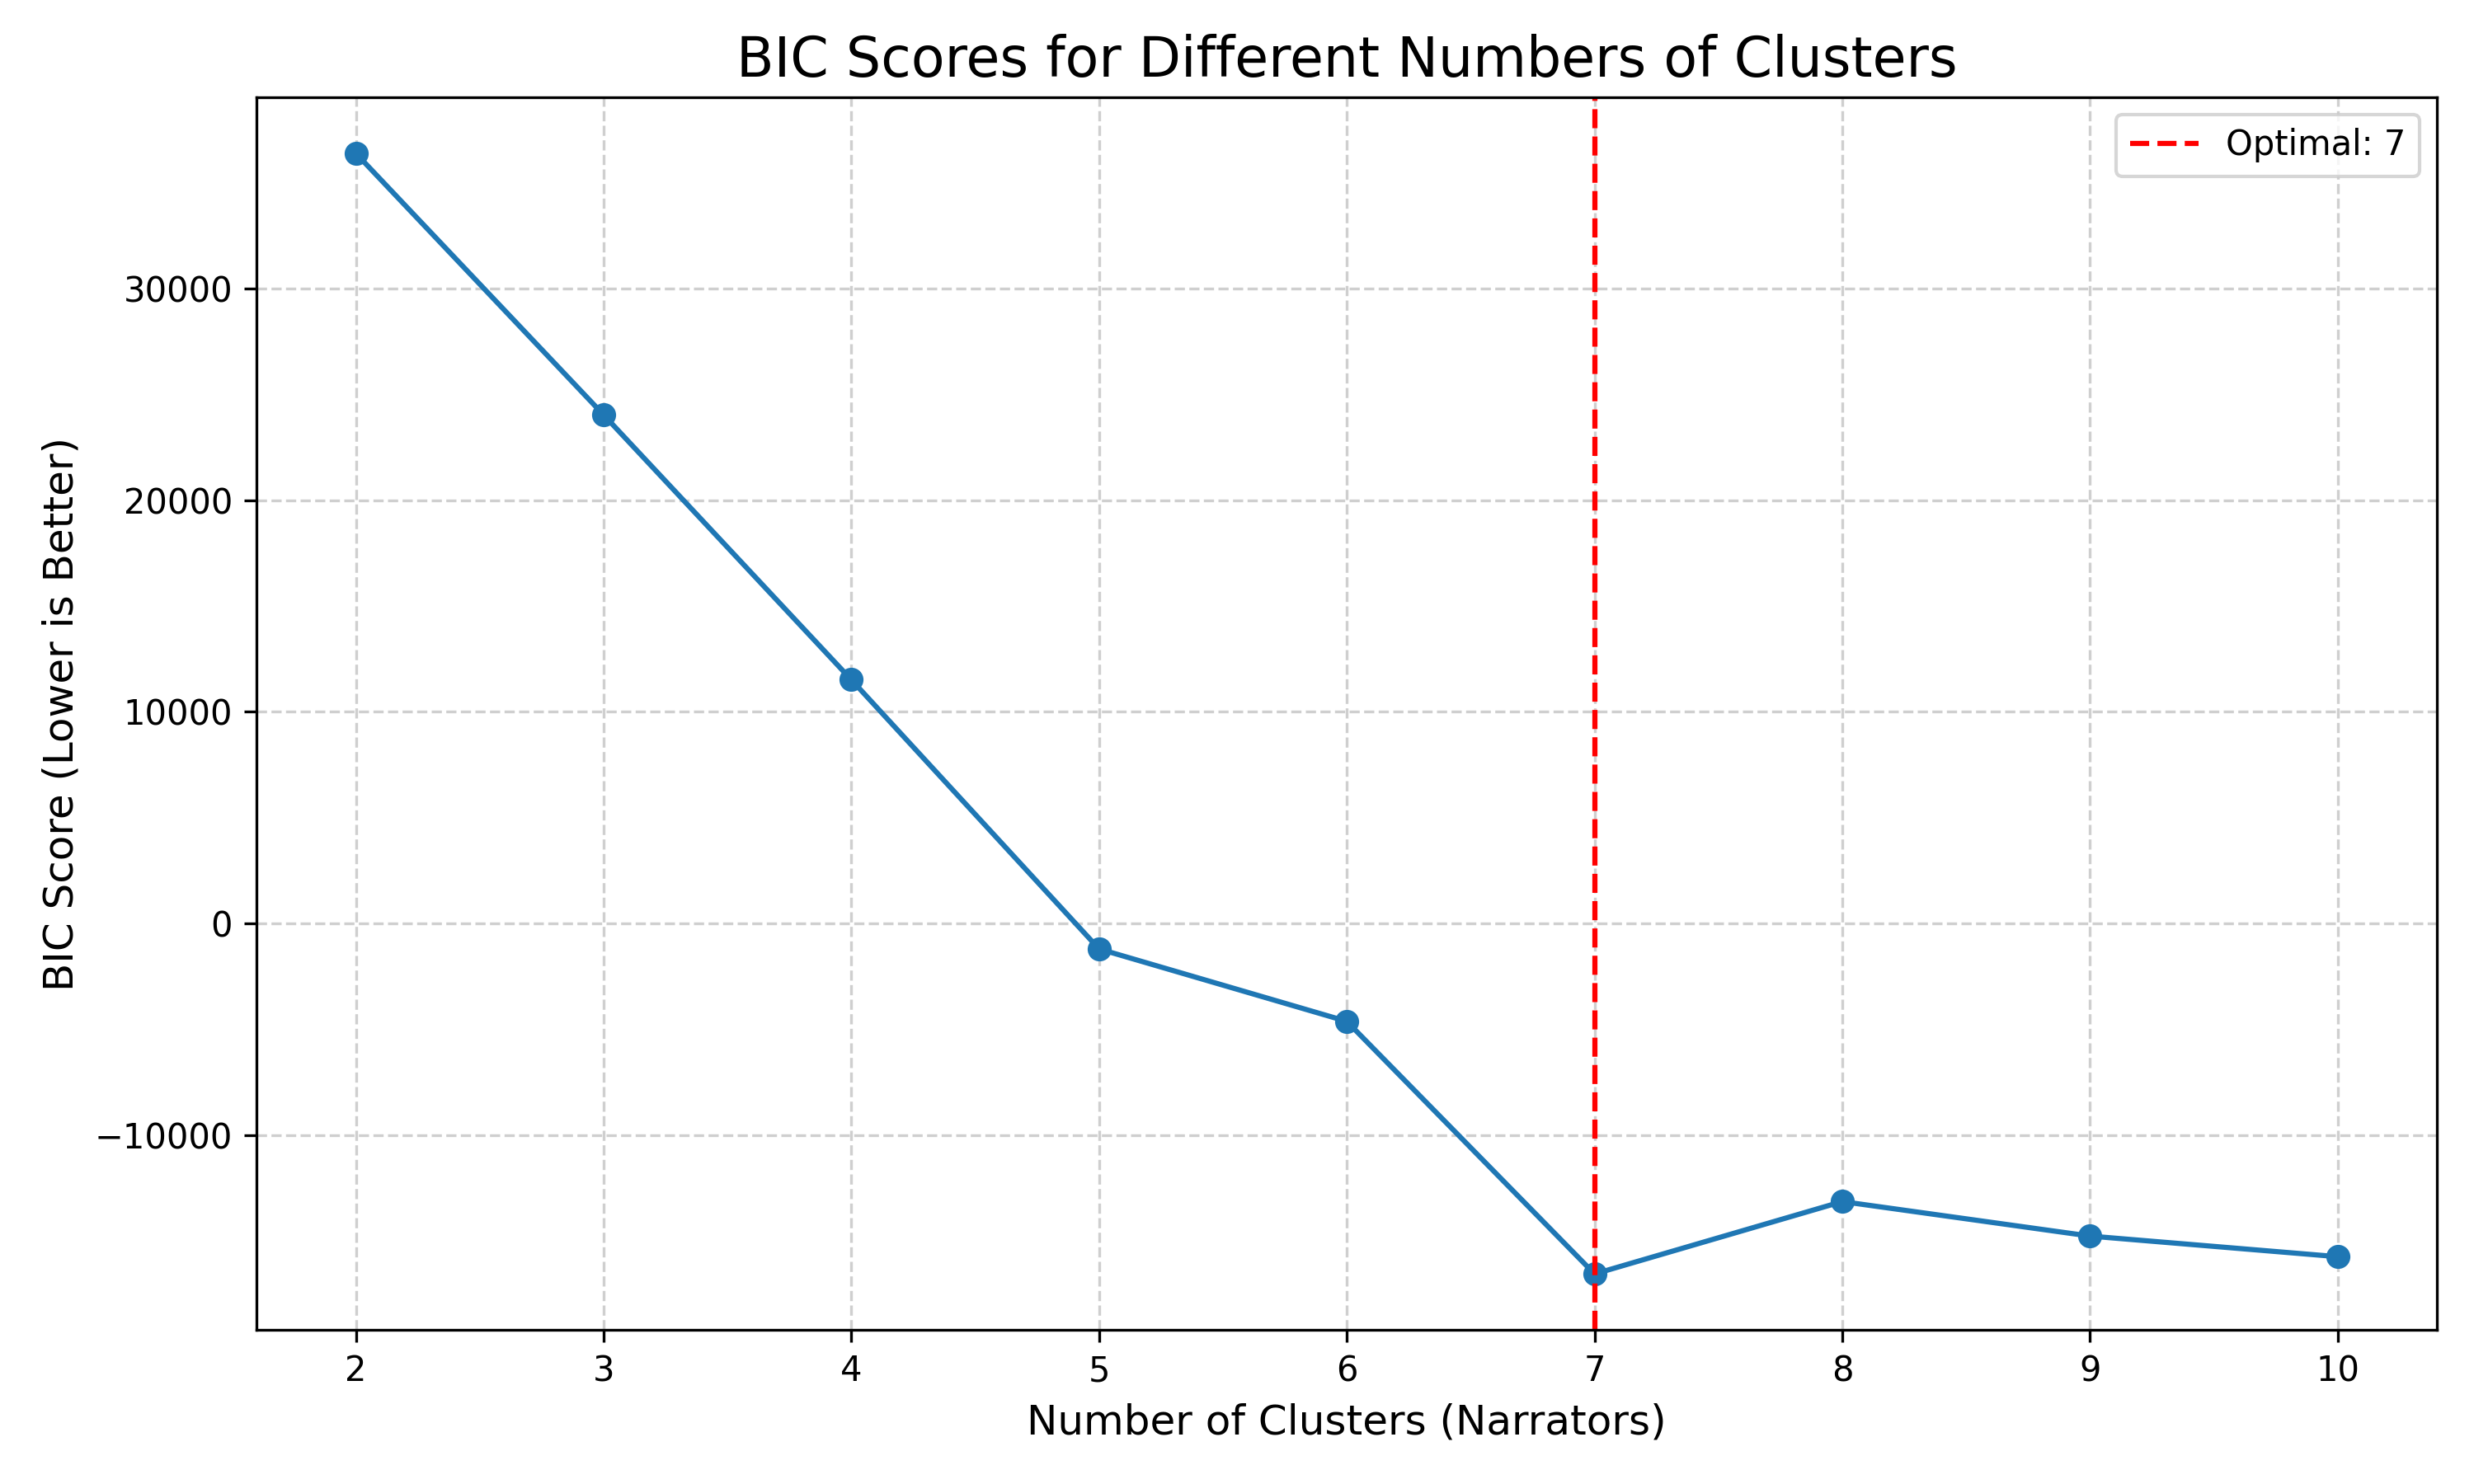 BIC Scores for Different Numbers of Clusters
Optimal: 7
BIC Score (Lower is Better)
30000
20000
10000
0
−10000
2 3 4 5 6 7 8 9 10
Number of Clusters (Narrators)